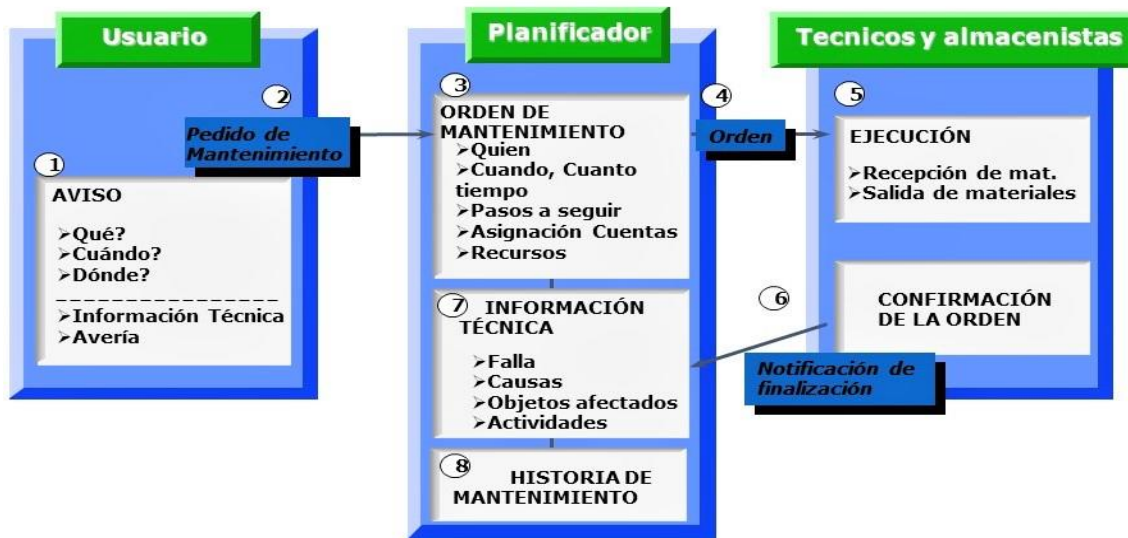 Usuario
2
Pedido de
Mantenimiento
1
AVISO
➢Qué?
➢Cuándo?
➢Dónde?
________________
➢Información Técnica
➢Avería
Planificador
3
ORDEN DE
MANTENIMIENTO
➢Quien
➢Cuando, Cuanto
tiempo
➢Pasos a seguir
➢Asignación Cuentas
➢Recursos
4
Orden
Tecnicos y almacenistas
5
EJECUCIÓN
➢Recepción de mat.
➢Salida de materiales
6
CONFIRMACIÓN
DE LA ORDEN
Notificación de
finalización
7
INFORMACIÓN
TÉCNICA
➢Falla
➢Causas
➢Objetos afectados
➢Actividades
8
HISTORIA DE
MANTENIMIENTO